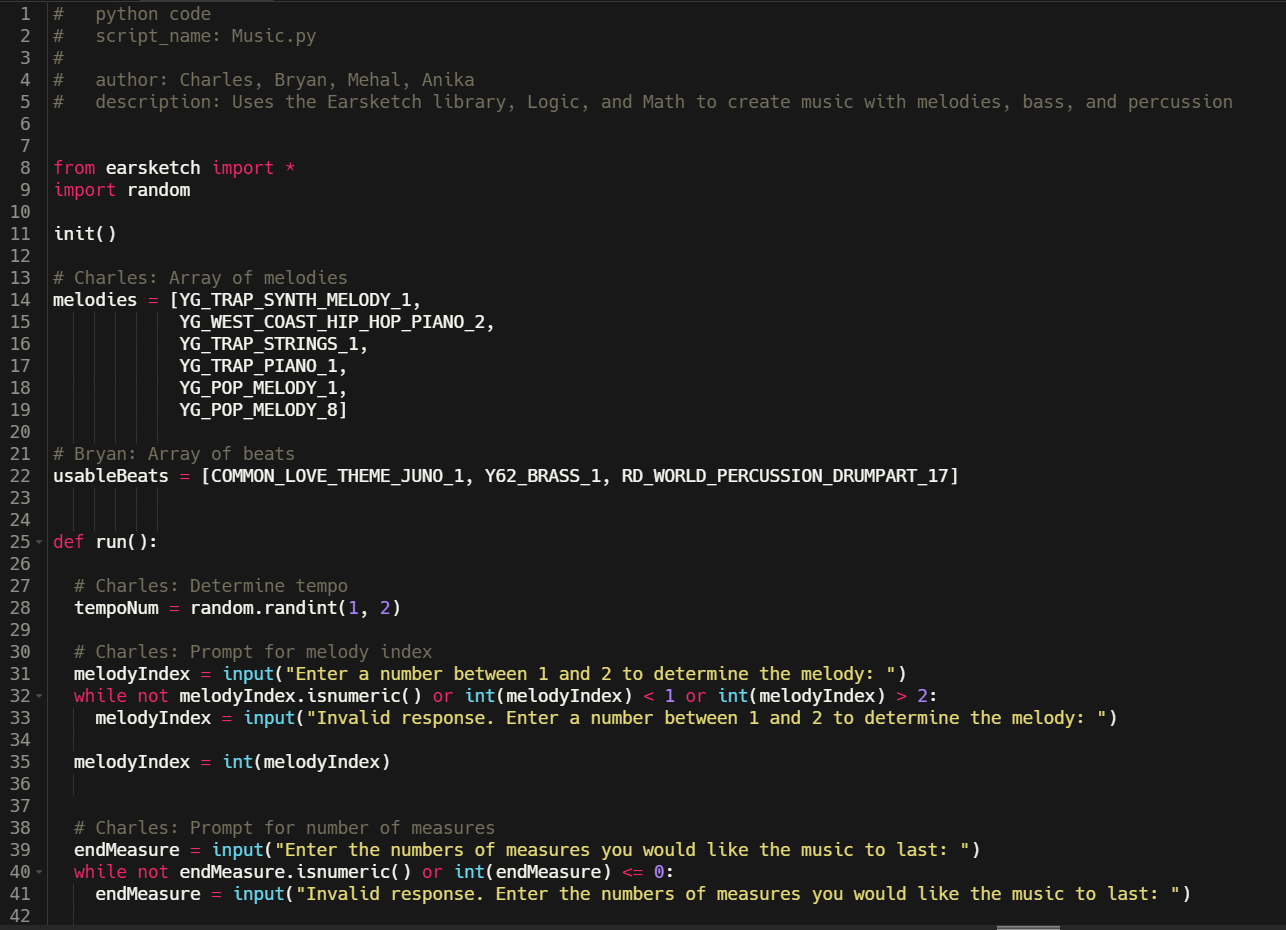 1 #   python code
2 #   script_name: Music.py
3 #
4 #   author: Charles, Bryan, Mehal, Anika
5 #   description: Uses the Earsketch library, Logic, and Math to create music with melodies, bass, and percussion
6
7
8 from earsketch import *
9 import random
10
11 init()
12
13 # Charles: Array of melodies
14 melodies = [YG_TRAP_SYNTH_MELODY_1,
15             YG_WEST_COAST_HIP_HOP_PIANO_2,
16             YG_TRAP_STRINGS_1,
17             YG_TRAP_PIANO_1,
18             YG_POP_MELODY_1,
19             YG_POP_MELODY_8]
20
21 # Bryan: Array of beats
22 usableBeats = [COMMON_LOVE_THEME_JUNO_1, Y62_BRASS_1, RD_WORLD_PERCUSSION_DRUMPART_17]
23
24
25 def run():
26
27   # Charles: Determine tempo
28   tempoNum = random.randint(1, 2)
29
30   # Charles: Prompt for melody index
31   melodyIndex = input("Enter a number between 1 and 2 to determine the melody: ")
32   while not melodyIndex.isnumeric() or int(melodyIndex) < 1 or int(melodyIndex) > 2:
33     melodyIndex = input("Invalid response. Enter a number between 1 and 2 to determine the melody: ")
34
35   melodyIndex = int(melodyIndex)
36
37
38   # Charles: Prompt for number of measures
39   endMeasure = input("Enter the numbers of measures you would like the music to last: ")
40   while not endMeasure.isnumeric() or int(endMeasure) <= 0:
41     endMeasure = input("Invalid response. Enter the numbers of measures you would like the music to last: ")
42